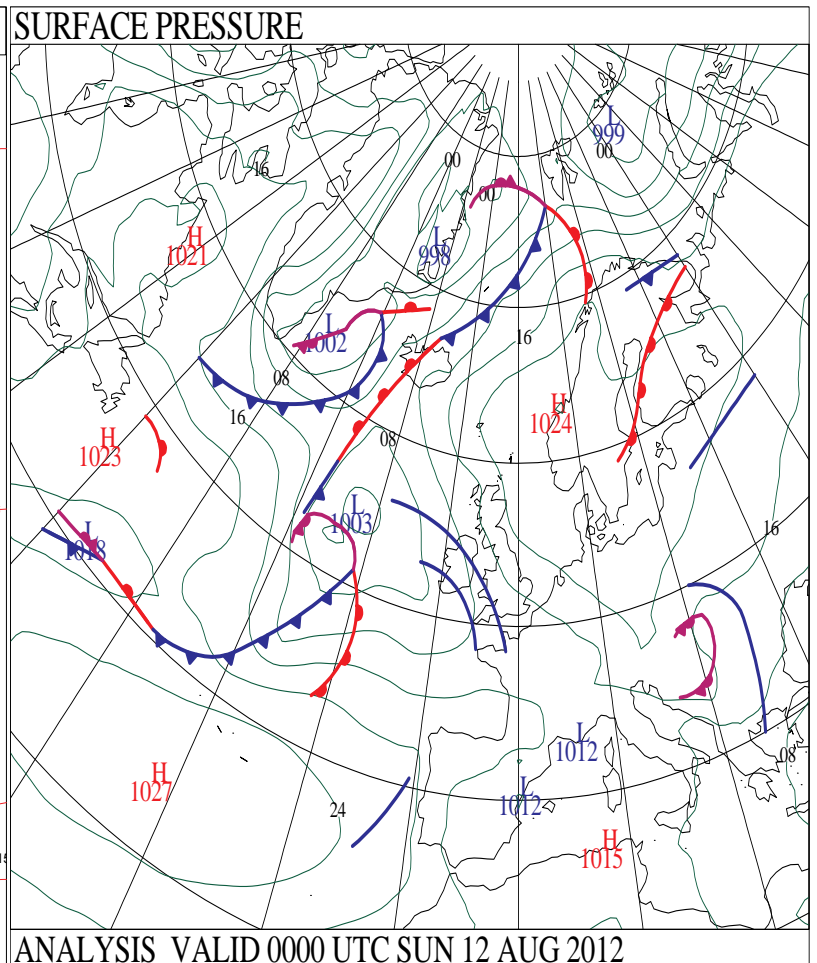 SURFACE PRESSURE
L
999
00
00
16
00
H
1021
L
998
L
1002
16
08
H
1024
16
H
1023
08
L
1003
16
L
1018
L
1012
08
H
1027
L
1012
24
H
1015
ANALYSIS VALID 0000 UTC SUN 12 AUG 2012